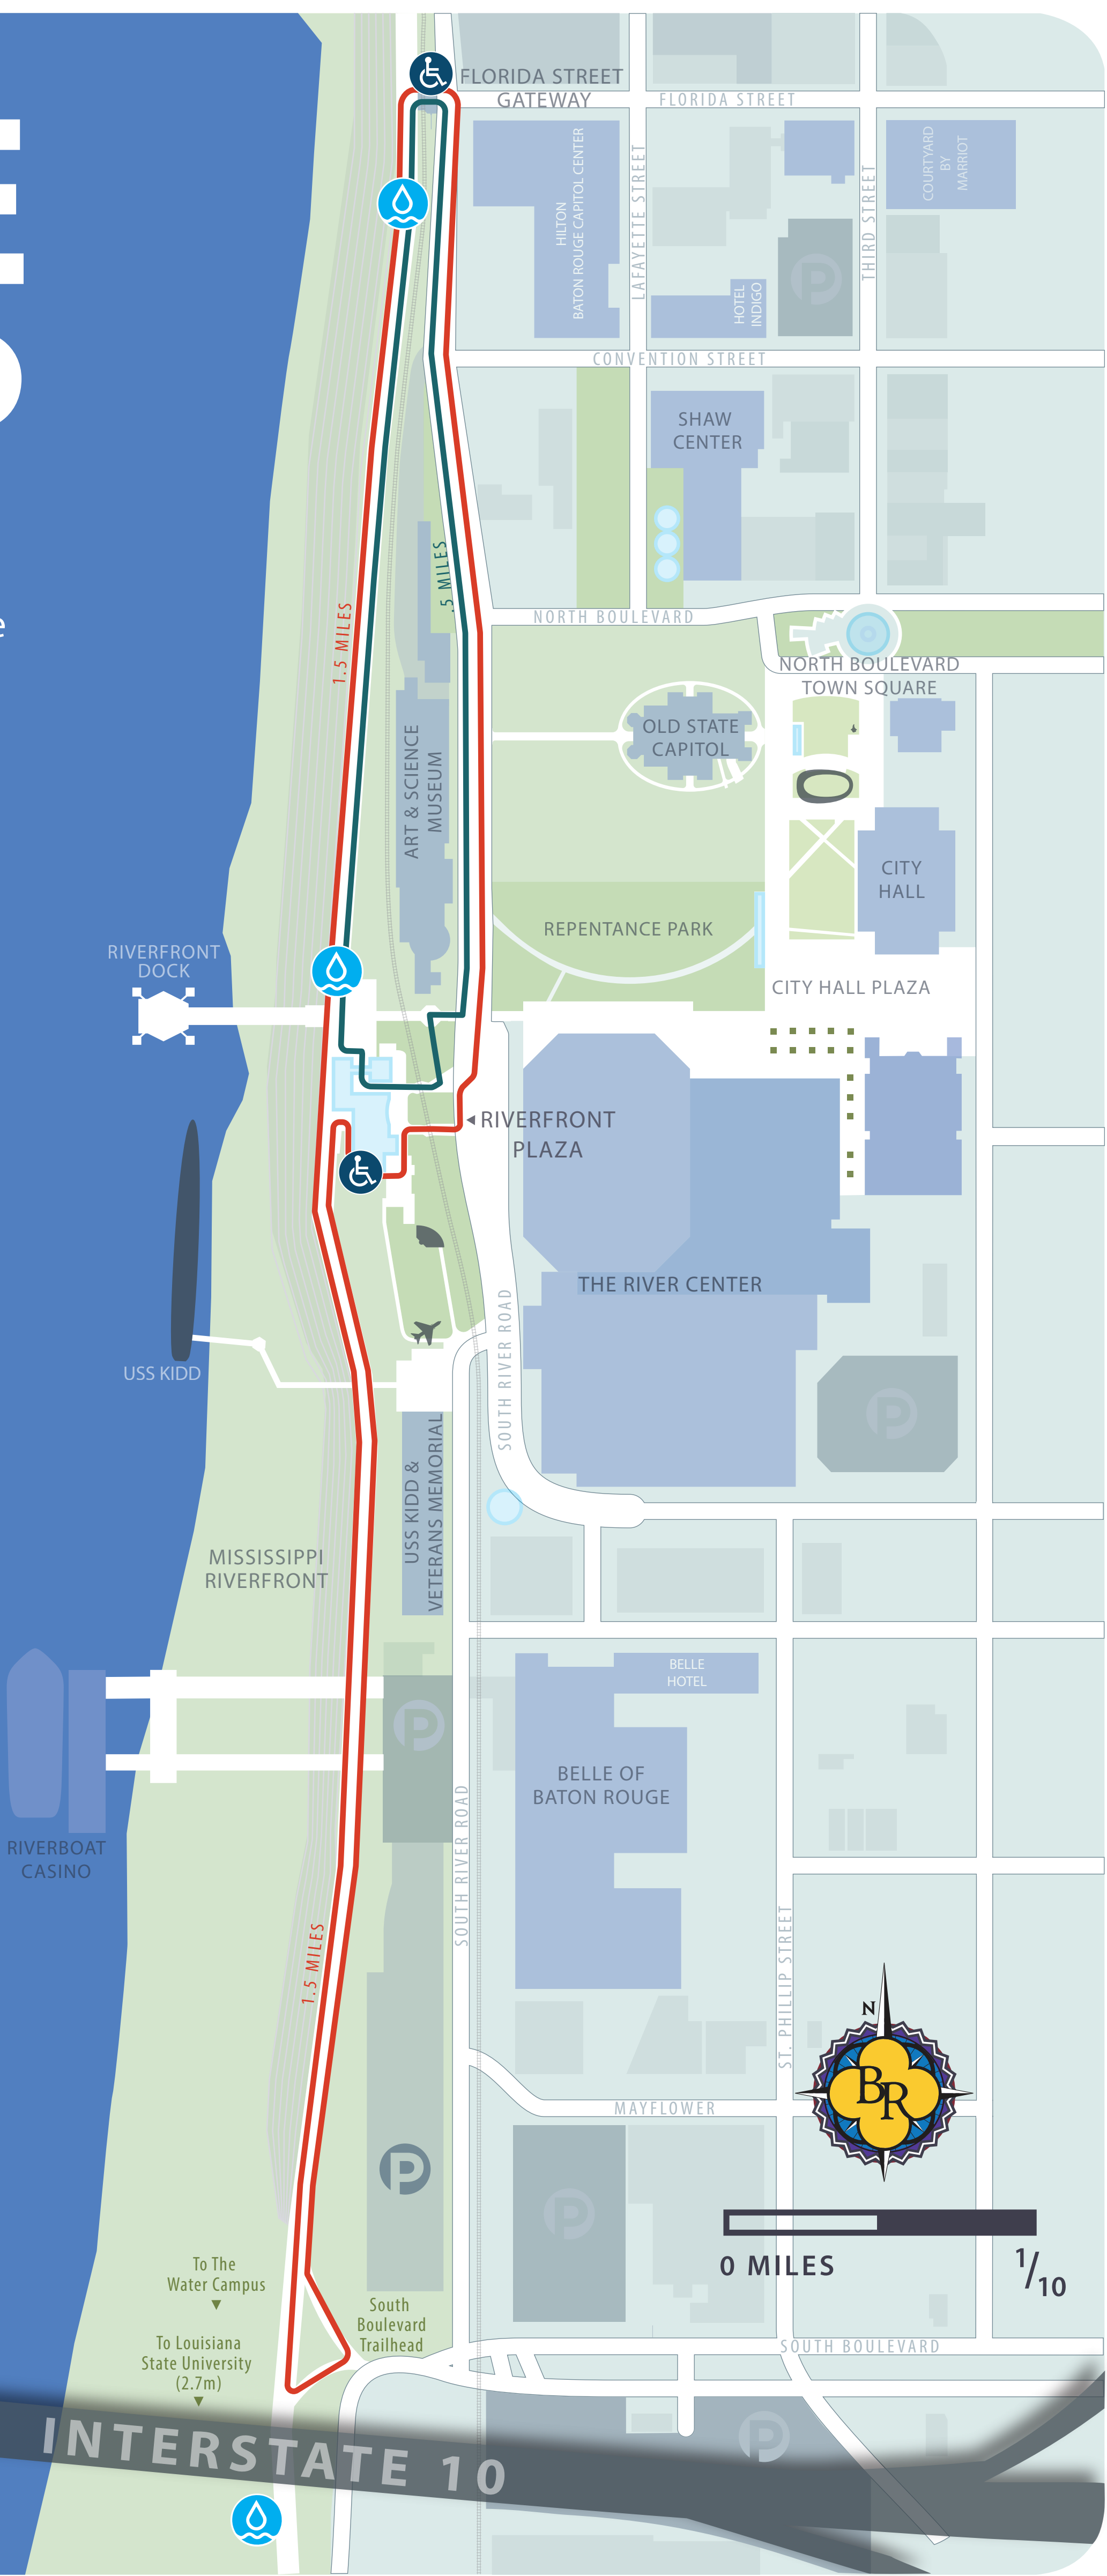 FLORIDA STREET
GATEWAY
FLORIDA STREET
HILTON
BATON ROUGE CAPITOL CENTER
LAFAYETTE STREET
THIRD STREET
COURTYARD
BY
MARRIOT
HOTEL
INDIGO
P
CONVENTION STREET
SHAW
CENTER
.5 MILES
1.5 MILES
e
NORTH BOULEVARD
NORTH BOULEVARD
TOWN SQUARE
OLD STATE
CAPITOL
ART & SCIENCE
MUSEUM
CITY
HALL
REPENTANCE PARK
RIVERFRONT
DOCK
CITY HALL PLAZA
RIVERFRONT
PLAZA
THE RIVER CENTER
SOUTH RIVER ROAD
USS KIDD
P
USS KIDD &
VETERANS MEMORIAL
MISSISSIPPI
RIVERFRONT
BELLE
HOTEL
P
BELLE OF
BATON ROUGE
RIVERBOAT
CASINO
SOUTH RIVER ROAD
1.5 MILES
ST. PHILLIP STREET
N
BR
MAYFLOWER
P
P
0 MILES
1/10
To The
Water Campus
South
Boulevard
Trailhead
To Louisiana
State University
(2.7m)
SOUTH BOULEVARD
P
INTERSTATE 10